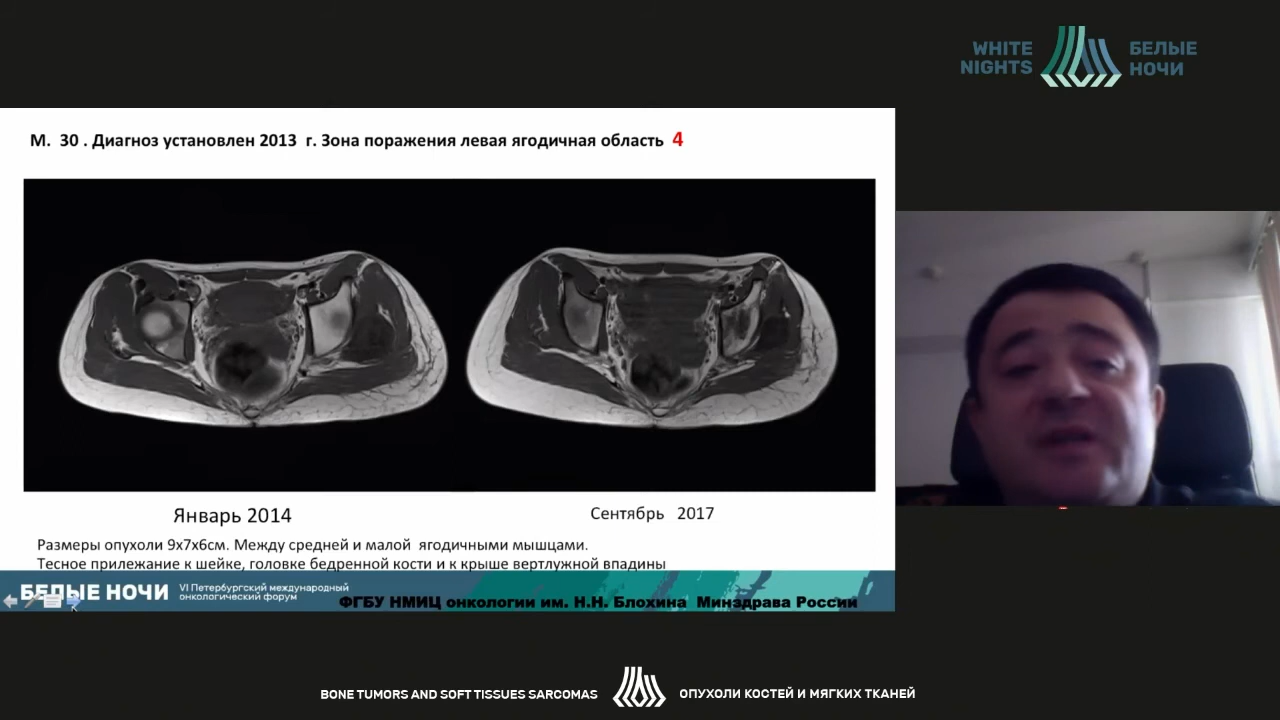 WHITE
NIGHTS
БЕЛЫЕ
НОЧИ
М. 30 . Диагноз установлен 2013 г. Зона поражения левая ягодичная область 4
Январь 2014
Сентябрь 2017
Размеры опухоли 9х7х6см. Между средней и малой ягодичными мышцами.
Тесное прилежание к шейке, головке бедренной кости и к крыше вертлужной впадины
БЕЛЫЕ НОЧИ
VI Петербургский международный
онкологический форум
ФГБУ НМИЦ онкологии им. Н.Н. Блохина Минздрава России
BONE TUMORS AND SOFT TISSUES SARCOMAS
ОПУХОЛИ КОСТЕЙ И МЯГКИХ ТКАНЕЙ